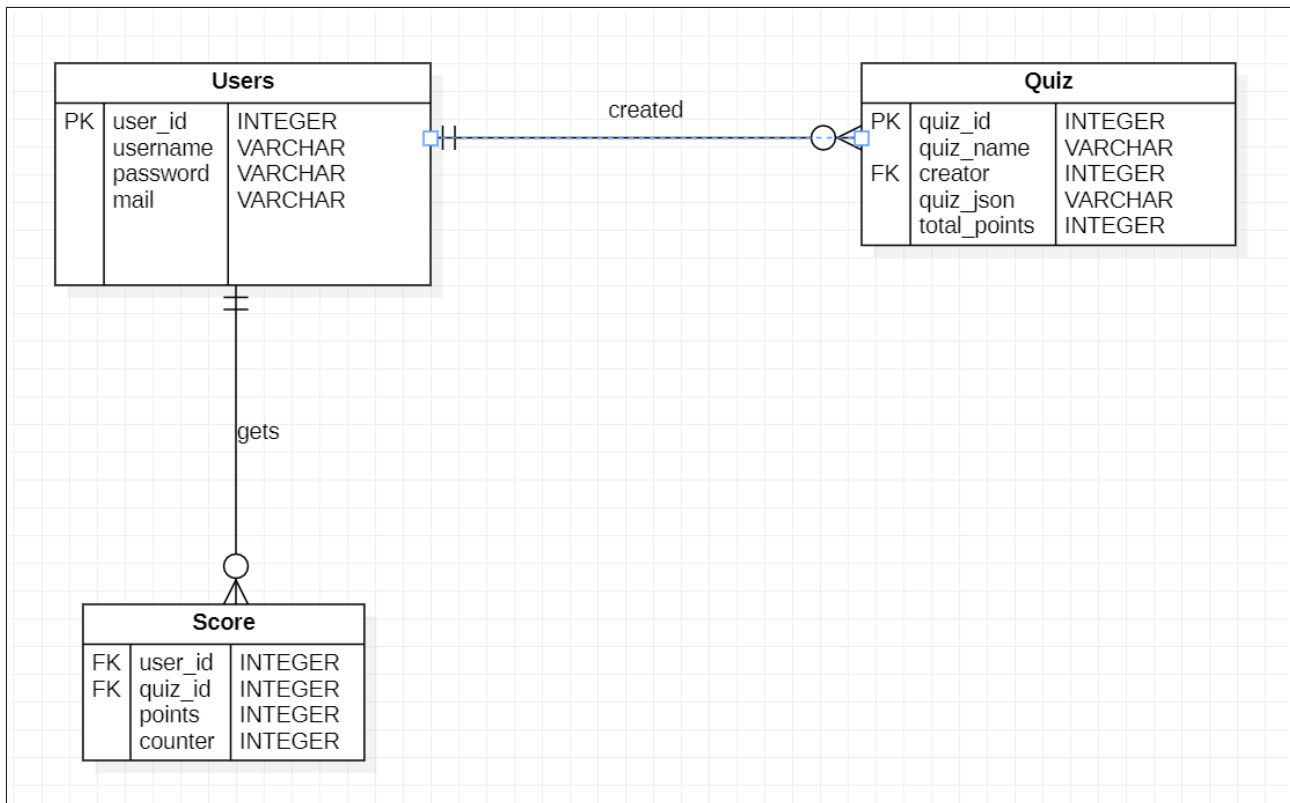 Users
PK user_id INTEGER
username VARCHAR
password VARCHAR
mail VARCHAR
created
Quiz
PK quiz_id INTEGER
quiz_name VARCHAR
FK creator INTEGER
quiz_json VARCHAR
total_points INTEGER
gets
Score
FK user_id INTEGER
FK quiz_id INTEGER
points INTEGER
counter INTEGER